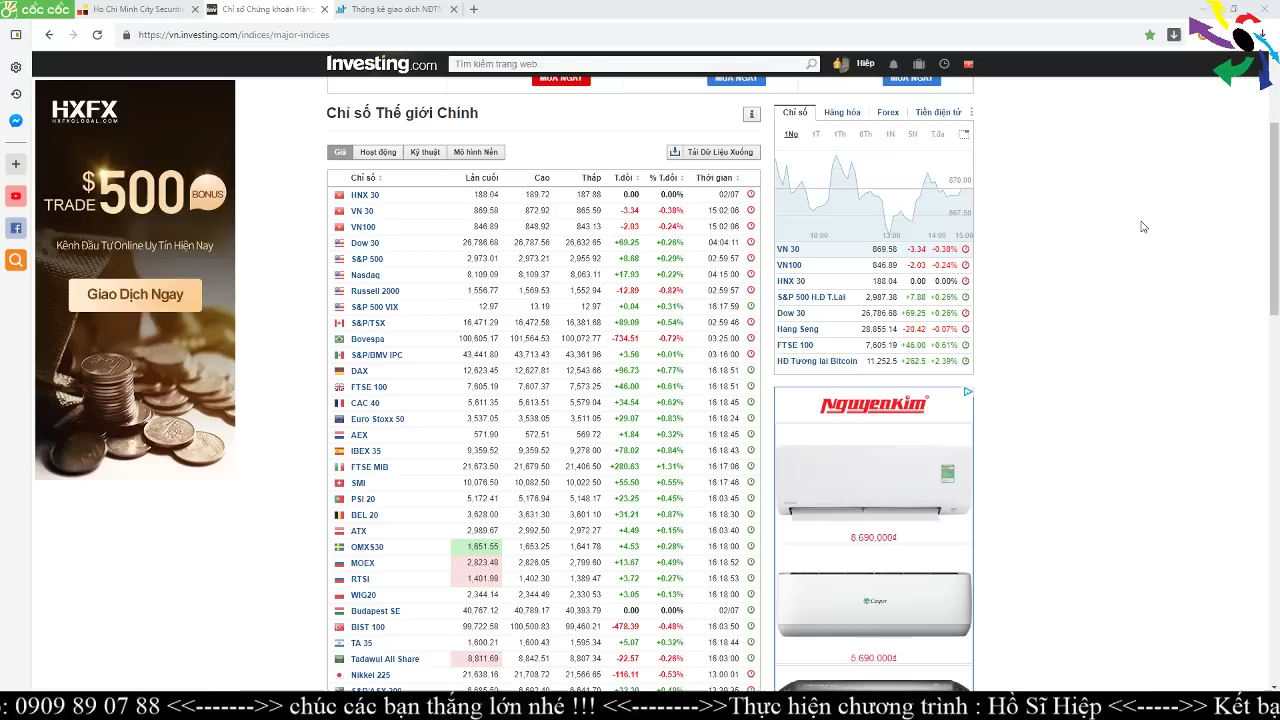 cốc cốc
Ho Chi Minh City Securities
Chỉ số Chứng khoán Hàng
Thống kê giao dịch NĐTN
https://vn.investing.com/indices/major-indices
Investing.com
Tìm kiếm trang web...
Hiệp
MUA NGAY
MUA NGAY
MUA NGAY
HXFX
HXFXGLOBAL.COM
TRADE $500 BONUS
Kênh Đầu Tư Online Uy Tín Hiện Nay
Giao Dịch Ngay
Chỉ số Thế giới Chính
Giá Hoạt động Kỹ thuật Mô hình Nến Tải Dữ Liệu Xuống
Chỉ số Lần cuối Cao Thấp T.đổi % T.đổi Thời gian
HNX 30 188.04 189.72 187.88 0.00 0.00% 02/07
VN 30 869.58 872.92 865.59 -3.34 -0.38% 15:02:06
VN100 846.89 848.92 843.13 -2.03 -0.24% 15:02:06
Dow 30 26,786.68 26,787.56 26,632.65 +69.25 +0.26% 04:04:11
S&P 500 2,973.01 2,973.21 2,955.92 +8.68 +0.29% 02:59:57
Nasdaq 8,109.09 8,109.37 8,063.11 +17.93 +0.22% 04:15:00
Russell 2000 1,556.77 1,569.53 1,552.94 -12.89 -0.82% 02:59:57
S&P 500 VIX 12.97 13.19 12.97 +0.04 +0.31% 16:17:59
S&P/TSX 16,471.29 16,472.58 16,381.68 +89.09 +0.54% 02:59:46
Bovespa 100,605.17 101,564.53 100,072.77 -734.51 -0.72% 03:25:00
S&P/BMV IPC 43,441.80 43,713.43 43,361.96 +3.56 +0.01% 03:16:00
DAX 12,623.45 12,627.81 12,543.66 +96.73 +0.77% 16:18:51
FTSE 100 7,605.19 7,607.37 7,573.25 +46.00 +0.61% 16:18:51
CAC 40 5,611.35 5,613.51 5,579.04 +34.54 +0.62% 16:18:45
Euro Stoxx 50 3,537.05 3,538.05 3,511.05 +29.07 +0.83% 16:18:24
AEX 571.90 572.51 569.72 +1.84 +0.32% 16:18:45
IBEX 35 9,359.52 9,359.52 9,278.00 +78.02 +0.84% 16:18:43
FTSE MIB 21,673.50 21,679.50 21,406.50 +280.63 +1.31% 16:17:06
SMI 10,076.50 10,082.50 10,022.50 +55.50 +0.55% 16:17:46
PSI 20 5,172.41 5,176.94 5,148.17 +23.25 +0.45% 16:03:45
BEL 20 3,628.00 3,631.30 3,601.10 +31.21 +0.87% 16:18:30
ATX 2,989.67 2,992.50 2,972.27 +4.49 +0.15% 16:03:40
OMXS30 1,651.55 1,653.25 1,641.78 +4.53 +0.28% 16:18:00
MOEX 2,823.48 2,826.05 2,799.60 +13.67 +0.49% 16:18:52
RTSI 1,401.98 1,402.30 1,389.47 +3.72 +0.27% 16:18:53
WIG20 2,344.14 2,344.49 2,330.53 +3.05 +0.13% 16:18:00
Budapest SE 40,767.12 40,789.17 40,393.79 0.00 0.00% 02/07
BIST 100 99,722.58 100,500.83 99,460.21 -478.39 -0.48% 16:03:50
TA 35 1,600.21 1,600.43 1,595.34 +5.07 +0.32% 16:18:44
Tadawul All Share 8,811.69 8,842.51 8,807.34 -22.57 -0.26% 16:03:00
Nikkei 225 21,638.16 21,708.72 21,566.65 -116.11 -0.53% 13:00:01
Chỉ số Hàng hóa Forex Tiền điện tử
1Ng 1T 1Th 6Th 1N 5N T.đa
870.00
867.50
10:00 13:00 14:00 15:00
VN 30 869.58 -3.34 -0.38%
VN100 846.89 -2.03 -0.24%
HNX 30 188.04 0.00 0.00%
S&P 500 H.Đ T.Lai 2,987.38 +7.88 +0.26%
Dow 30 26,786.68 +69.25 +0.26%
Hang Seng 28,855.14 -20.42 -0.07%
FTSE 100 7,605.19 +46.00 +0.61%
HĐ Tương lai Bitcoin 11,252.5 +262.5 +2.39%
NGUYENKIM
8.690.000₫
Casper
5.690.000₫
: 0909 89 07 88 <<------->> chúc các bạn thắng lớn nhé !!! <<-------->>Thực hiện chương trình : Hồ Sĩ Hiệp <<----->> Kết bạ